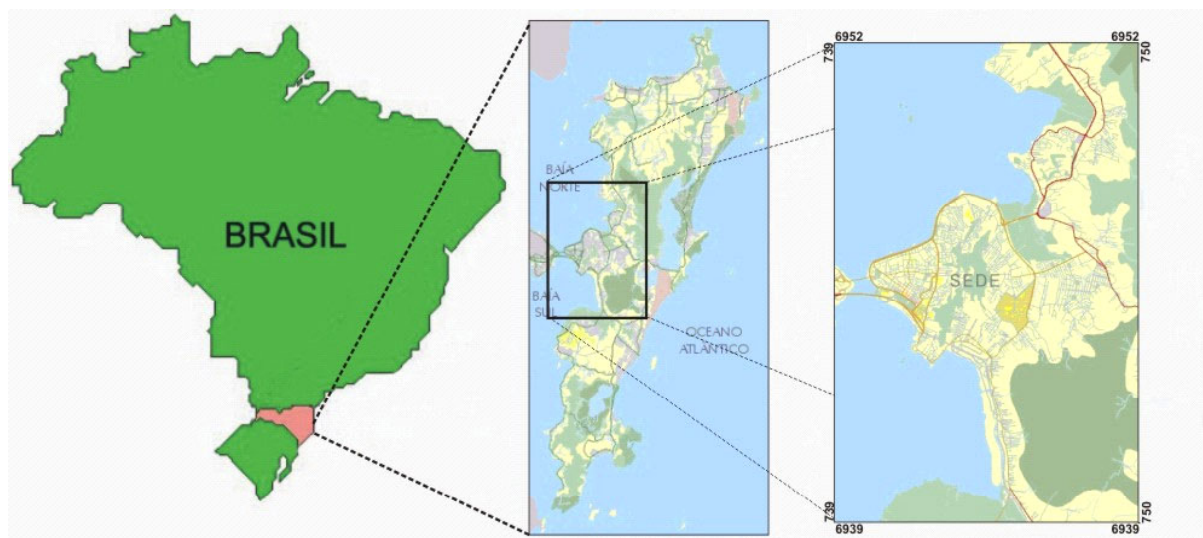 BRASIL
BAÍA
NORTE
BAÍA
SUL
OCEANO
ATLÂNTICO
6952
6952
739
750
SEDE
739
750
6939
6939